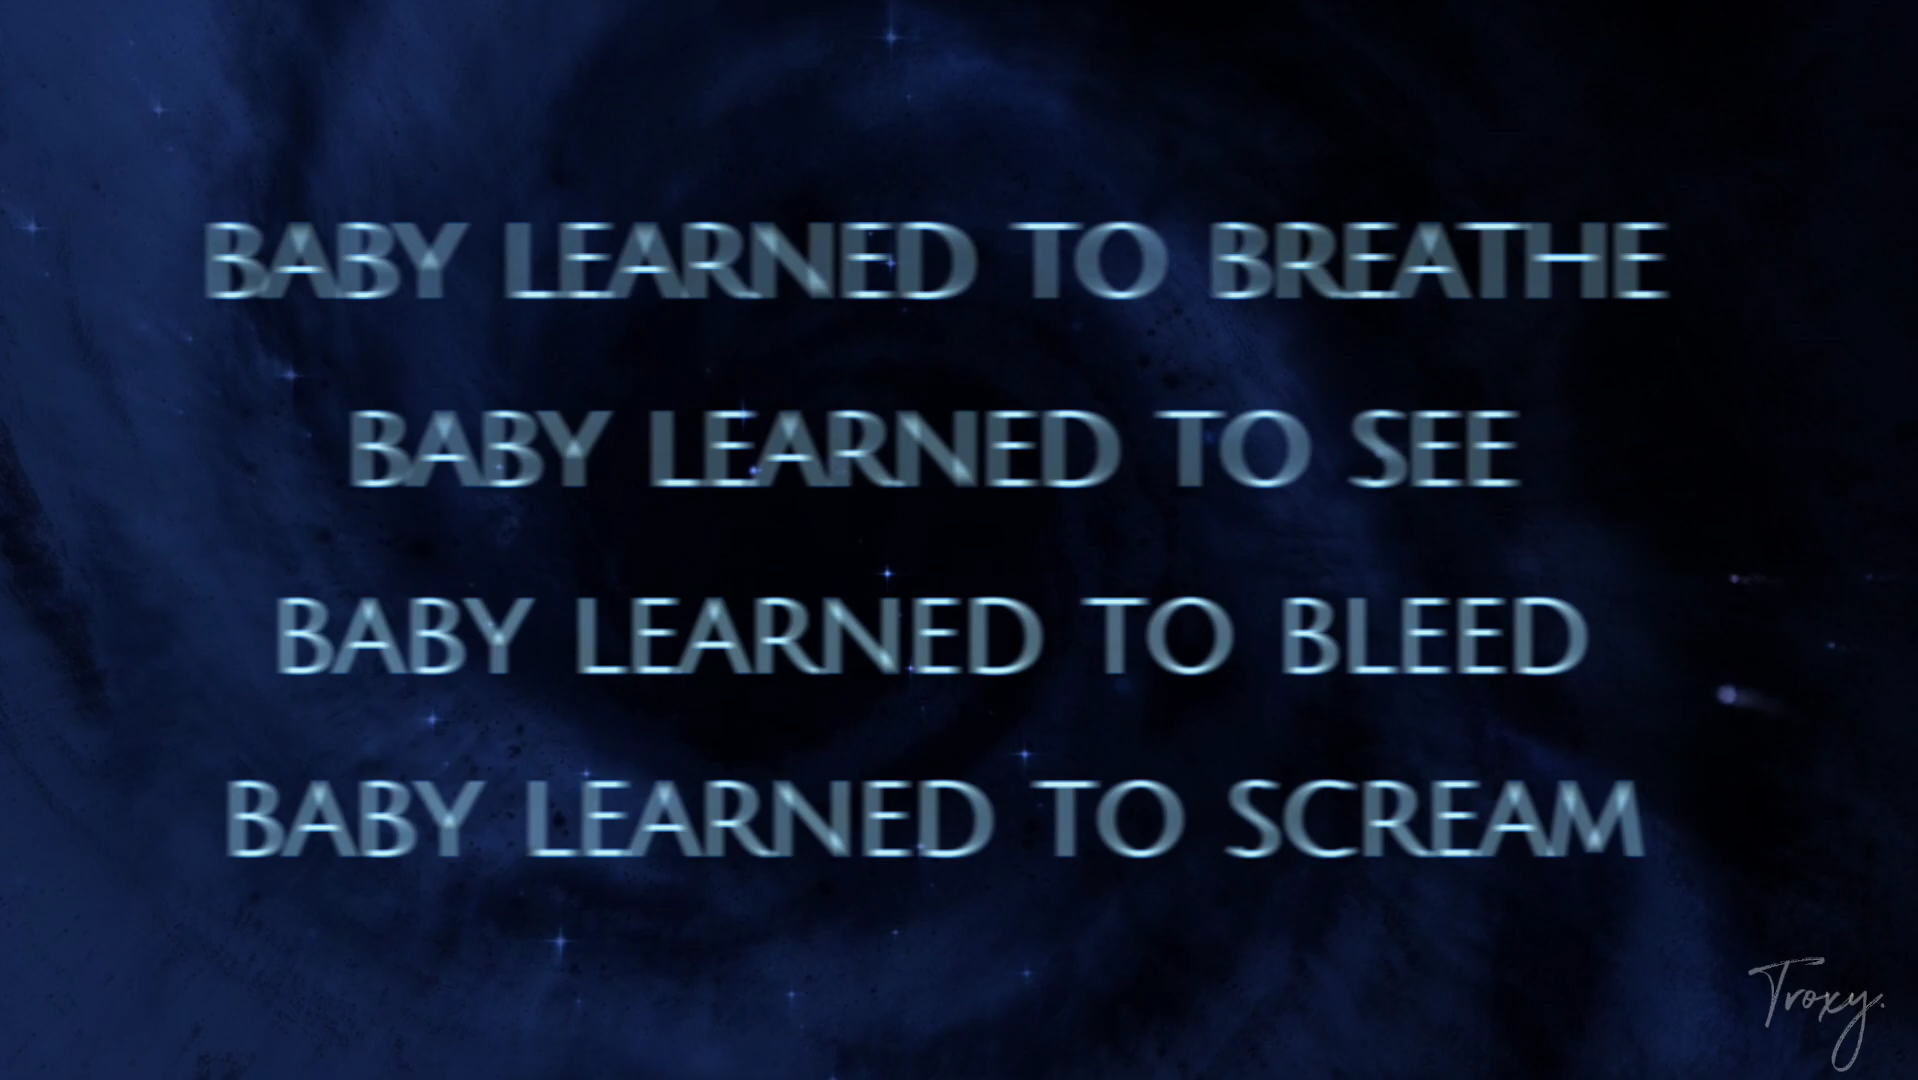 BABY LEARNED TO BREATHE
BABY LEARNED TO SEE
BABY LEARNED TO BLEED
BABY LEARNED TO SCREAM
Troxy.